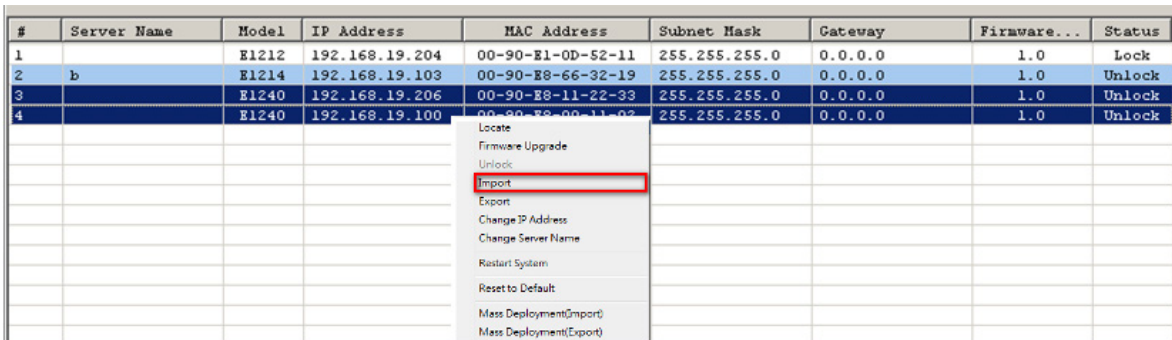 # Server Name Model IP Address MAC Address Subnet Mask Gateway Firmware... Status
1 E1212 192.168.19.204 00-90-E1-0D-52-11 255.255.255.0 0.0.0.0 1.0 Lock
2 b E1214 192.168.19.103 00-90-E8-66-32-19 255.255.255.0 0.0.0.0 1.0 Unlock
3 E1240 192.168.19.206 00-90-E8-11-22-33 255.255.255.0 0.0.0.0 1.0 Unlock
4 E1240 192.168.19.100 00-90-E8-00-11-02 255.255.255.0 0.0.0.0 1.0 Unlock
Locate
Firmware Upgrade
Unlock
Import
Export
Change IP Address
Change Server Name
Restart System
Reset to Default
Mass Deployment(Import)
Mass Deployment(Export)